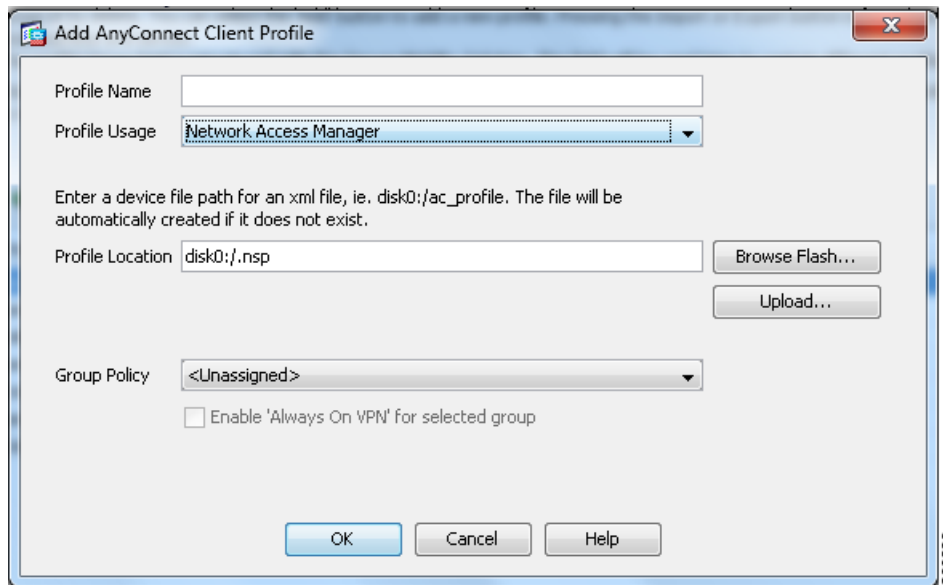 Add AnyConnect Client Profile
Profile Name
Profile Usage Network Access Manager
Enter a device file path for an xml file, ie. disk0:/ac_profile. The file will be
automatically created if it does not exist.
Profile Location disk0:/.nsp Browse Flash...
Upload...
Group Policy <Unassigned>
Enable 'Always On VPN' for selected group
OK Cancel Help